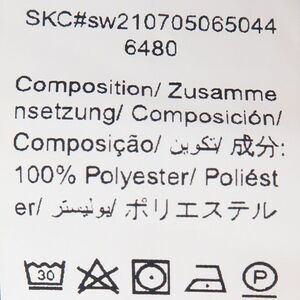 SKC#sw210705065044
6480
Composition/ Zusamme
nsetzung/ Composición/
Composição/ تكوين/ 成分:
100% Polyester/ Poliést
er/ بوليستر/ ポリエステル
30 P